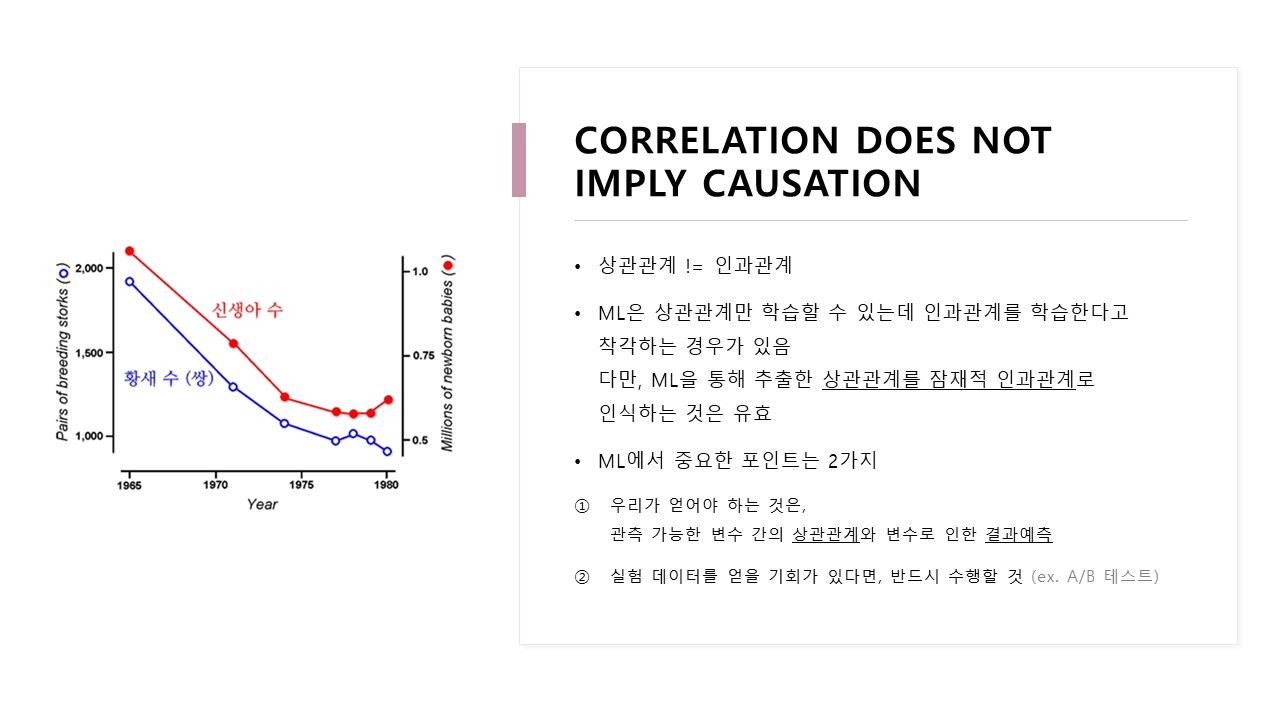 CORRELATION DOES NOT
IMPLY CAUSATION
• 상관관계 != 인과관계
• ML은 상관관계만 학습할 수 있는데 인과관계를 학습한다고
착각하는 경우가 있음
다만, ML을 통해 추출한 상관관계를 잠재적 인과관계로
인식하는 것은 유효
• ML에서 중요한 포인트는 2가지
① 우리가 얻어야 하는 것은,
관측 가능한 변수 간의 상관관계와 변수로 인한 결과예측
② 실험 데이터를 얻을 기회가 있다면, 반드시 수행할 것 (ex. A/B 테스트)
Pairs of breeding storks ( )
2,000
1,500
1,000
신생아 수
황새 수 (쌍)
1.0
0.75
0.5
Millions of newborn babies ( )
1965 1970 1975 1980
Year